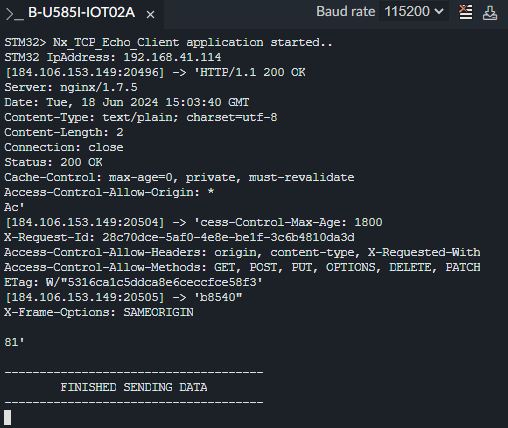 >_ B-U585I-IOT02A × Baud rate 115200
STM32> Nx_TCP_Echo_Client application started..
STM32 IpAddress: 192.168.41.114
[184.106.153.149:20496] -> 'HTTP/1.1 200 OK
Server: nginx/1.7.5
Date: Tue, 18 Jun 2024 15:03:40 GMT
Content-Type: text/plain; charset=utf-8
Content-Length: 2
Connection: close
Status: 200 OK
Cache-Control: max-age=0, private, must-revalidate
Access-Control-Allow-Origin: *
Ac'
[184.106.153.149:20504] -> 'cess-Control-Max-Age: 1800
X-Request-Id: 28c70dce-5af0-4e8e-be1f-3c6b4810da3d
Access-Control-Allow-Headers: origin, content-type, X-Requested-With
Access-Control-Allow-Methods: GET, POST, PUT, OPTIONS, DELETE, PATCH
ETag: W/"5316ca1c5ddca8e6ceccfce58f3'
[184.106.153.149:20505] -> 'b8540"
X-Frame-Options: SAMEORIGIN
81'
-------------------------------------
FINISHED SENDING DATA
-------------------------------------